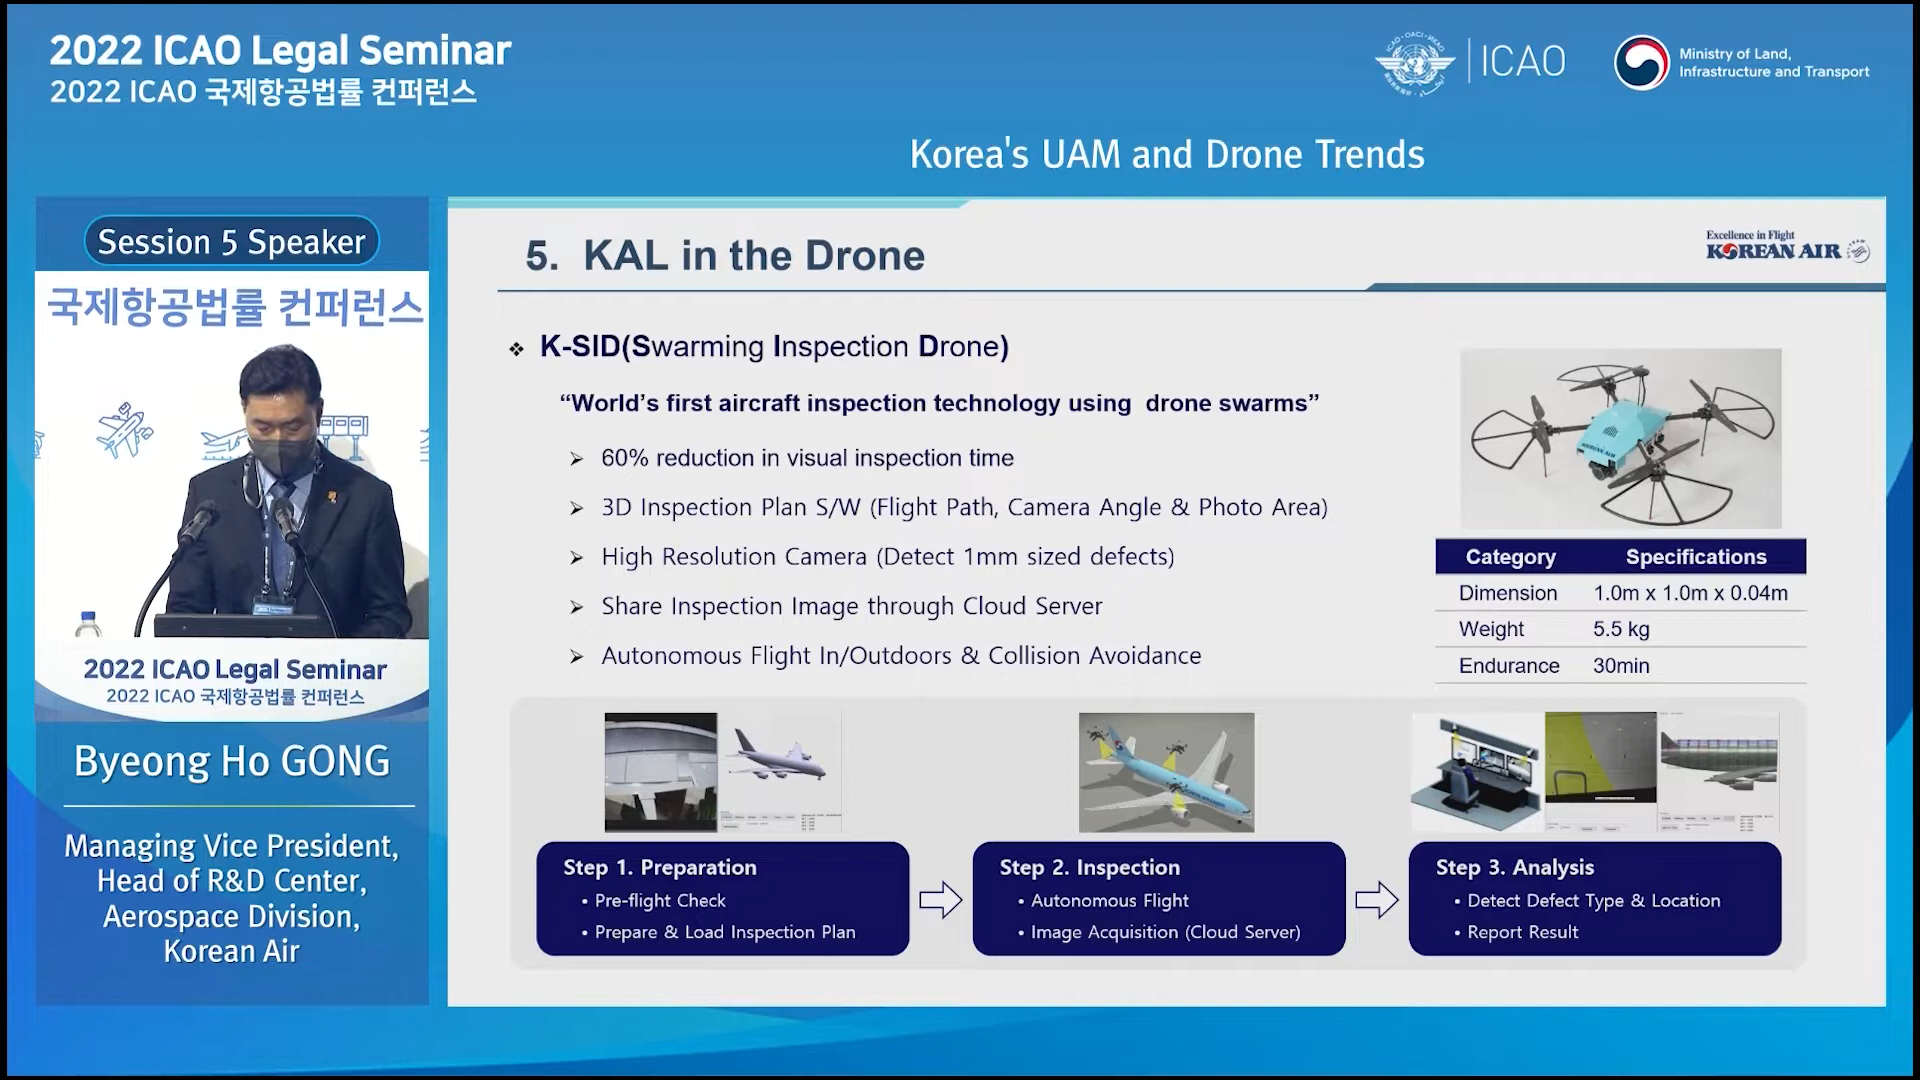 2022 ICAO Legal Seminar
2022 ICAO 국제항공법률 컨퍼런스
ICAO
Ministry of Land,
Infrastructure and Transport
Korea's UAM and Drone Trends
Session 5 Speaker
국제항공법률 컨퍼런스
2022 ICAO Legal Seminar
2022 ICAO 국제항공법률 컨퍼런스
Byeong Ho GONG
Managing Vice President,
Head of R&D Center,
Aerospace Division,
Korean Air
5. KAL in the Drone
Excellence in Flight
KOREAN AIR
❖ K-SID(Swarming Inspection Drone)
“World’s first aircraft inspection technology using drone swarms”
➢ 60% reduction in visual inspection time
➢ 3D Inspection Plan S/W (Flight Path, Camera Angle & Photo Area)
➢ High Resolution Camera (Detect 1mm sized defects)
➢ Share Inspection Image through Cloud Server
➢ Autonomous Flight In/Outdoors & Collision Avoidance
KOREAN AIR
Category Specifications
Dimension 1.0m x 1.0m x 0.04m
Weight 5.5 kg
Endurance 30min
Step 1. Preparation
• Pre-flight Check
• Prepare & Load Inspection Plan
Step 2. Inspection
• Autonomous Flight
• Image Acquisition (Cloud Server)
Step 3. Analysis
• Detect Defect Type & Location
• Report Result